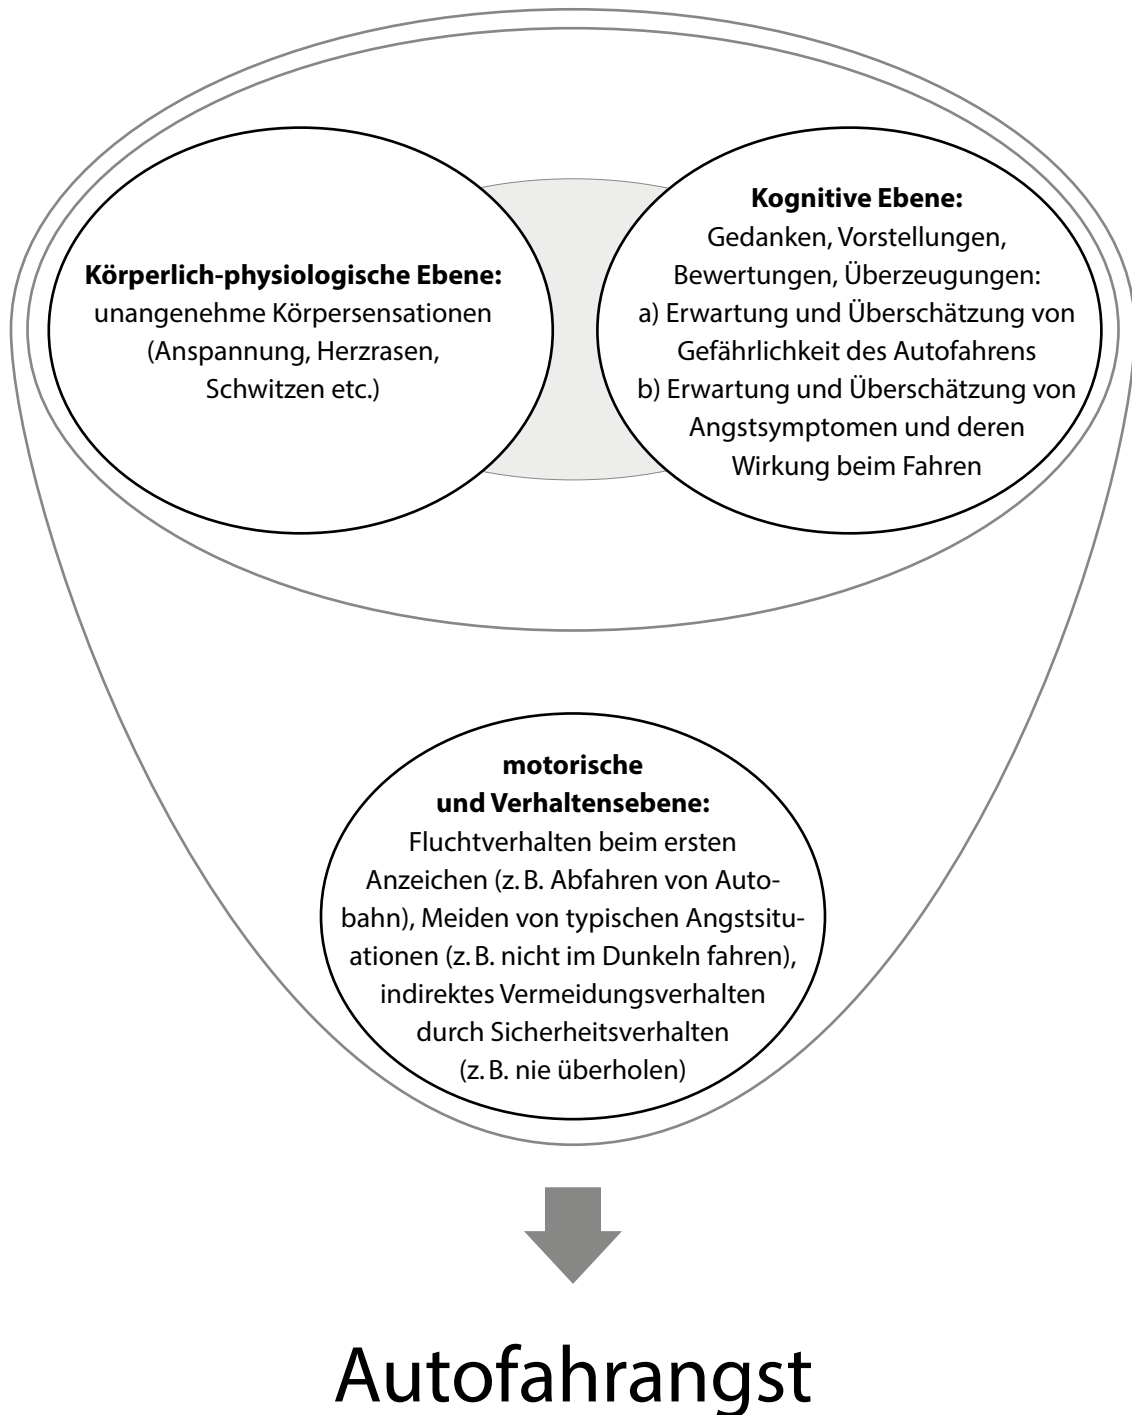 Körperlich-physiologische Ebene:
unangenehme Körpersensationen
(Anspannung, Herzrasen,
Schwitzen etc.)
Kognitive Ebene:
Gedanken, Vorstellungen,
Bewertungen, Überzeugungen:
a) Erwartung und Überschätzung von
Gefährlichkeit des Autofahrens
b) Erwartung und Überschätzung von
Angstsymptomen und deren
Wirkung beim Fahren
motorische
und Verhaltensebene:
Fluchtverhalten beim ersten
Anzeichen (z. B. Abfahren von Auto-
bahn), Meiden von typischen Angstsitu-
ationen (z. B. nicht im Dunkeln fahren),
indirektes Vermeidungsverhalten
durch Sicherheitsverhalten
(z. B. nie überholen)
Autofahrangst